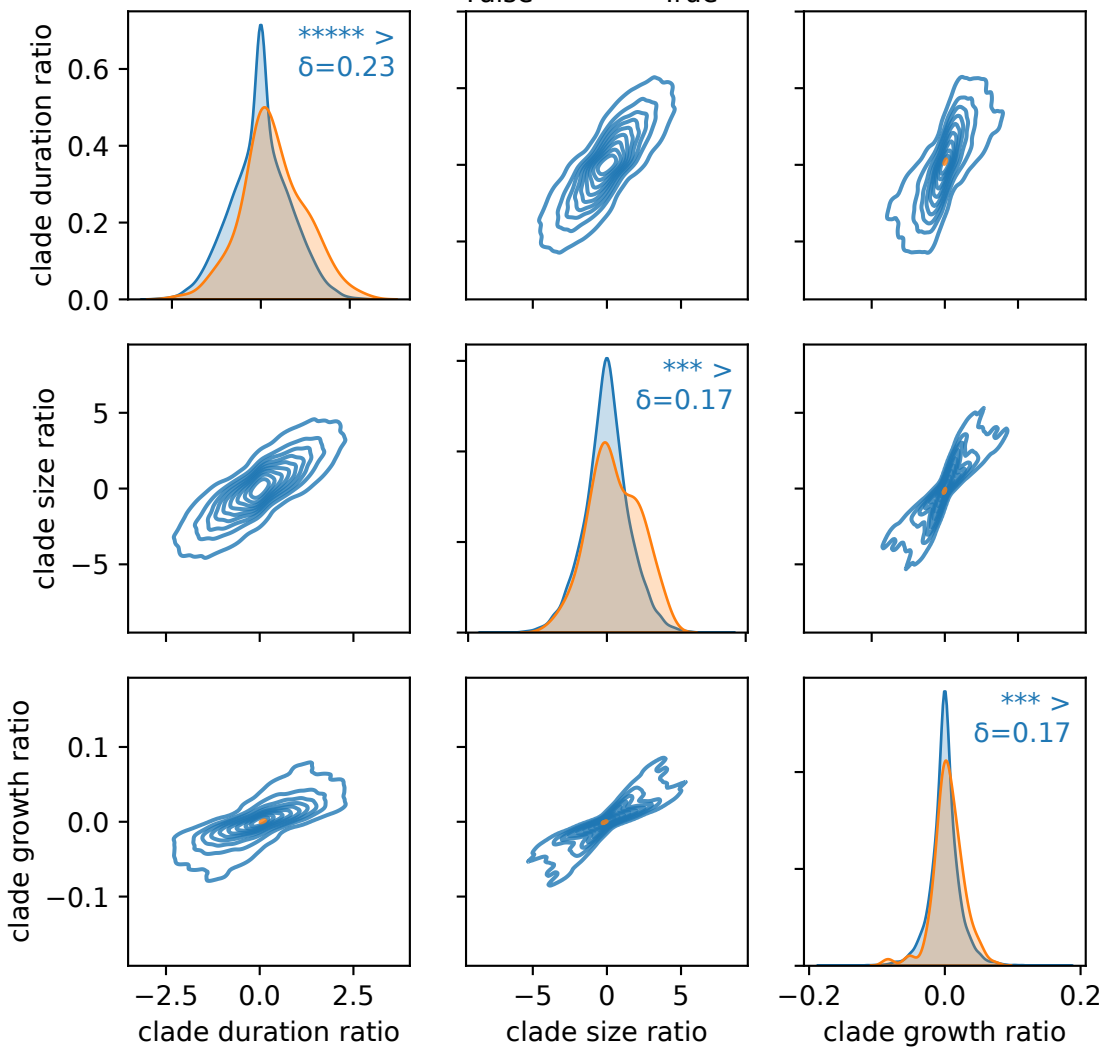 True
***** >
δ=0.23
clade duration ratio
0.6
0.4
0.2
0.0
*** >
δ=0.17
clade size ratio
5
0
−5
*** >
δ=0.17
clade growth ratio
0.1
0.0
−0.1
−2.5 0.0 2.5 −5 0 5 −0.2 0.0 0.2
clade duration ratio clade size ratio clade growth ratio